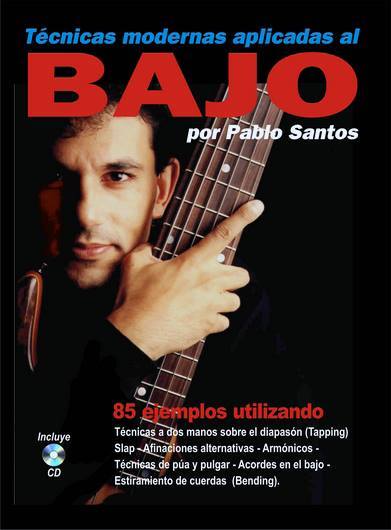 Técnicas modernas aplicadas al
BAJO
por Pablo Santos
85 ejemplos utilizando
Incluye
CD
Técnicas a dos manos sobre el diapasón (Tapping)
Slap - Afinaciones alternativas - Armónicos -
Técnicas de púa y pulgar - Acordes en el bajo -
Estiramiento de cuerdas (Bending).